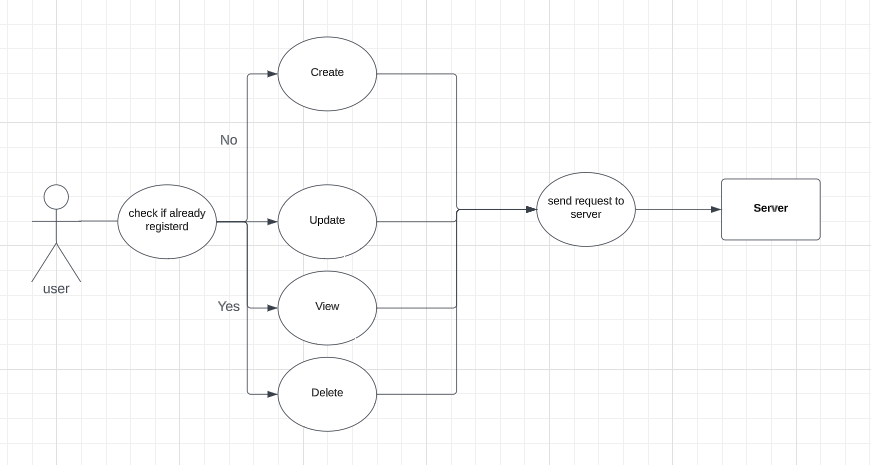 Create
No
user
check if already
registerd
Update
Yes
View
Delete
send request to
server
Server